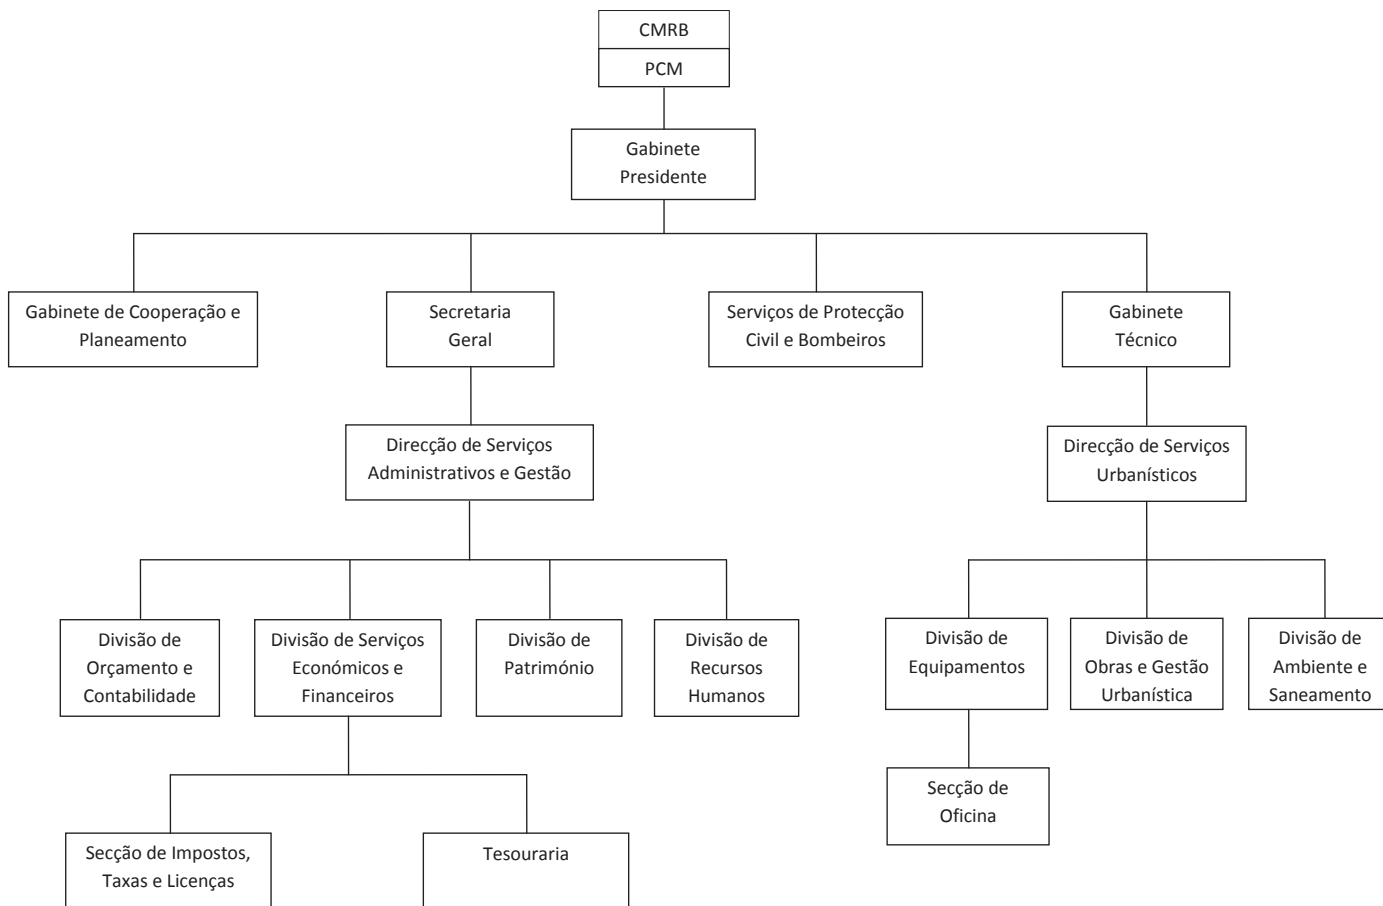 CMRB
PCM
Gabinete
Presidente
Gabinete de Cooperação e
Planeamento
Secretaria
Geral
Serviços de Protecção
Civil e Bombeiros
Gabinete
Técnico
Direcção de Serviços
Administrativos e Gestão
Direcção de Serviços
Urbanísticos
Divisão de
Orçamento e
Contabilidade
Divisão de Serviços
Económicos e
Financeiros
Divisão de
Património
Divisão de
Recursos
Humanos
Divisão de
Equipamentos
Divisão de
Obras e Gestão
Urbanística
Divisão de
Ambiente e
Saneamento
Secção de
Oficina
Secção de Impostos,
Taxas e Licenças
Tesouraria